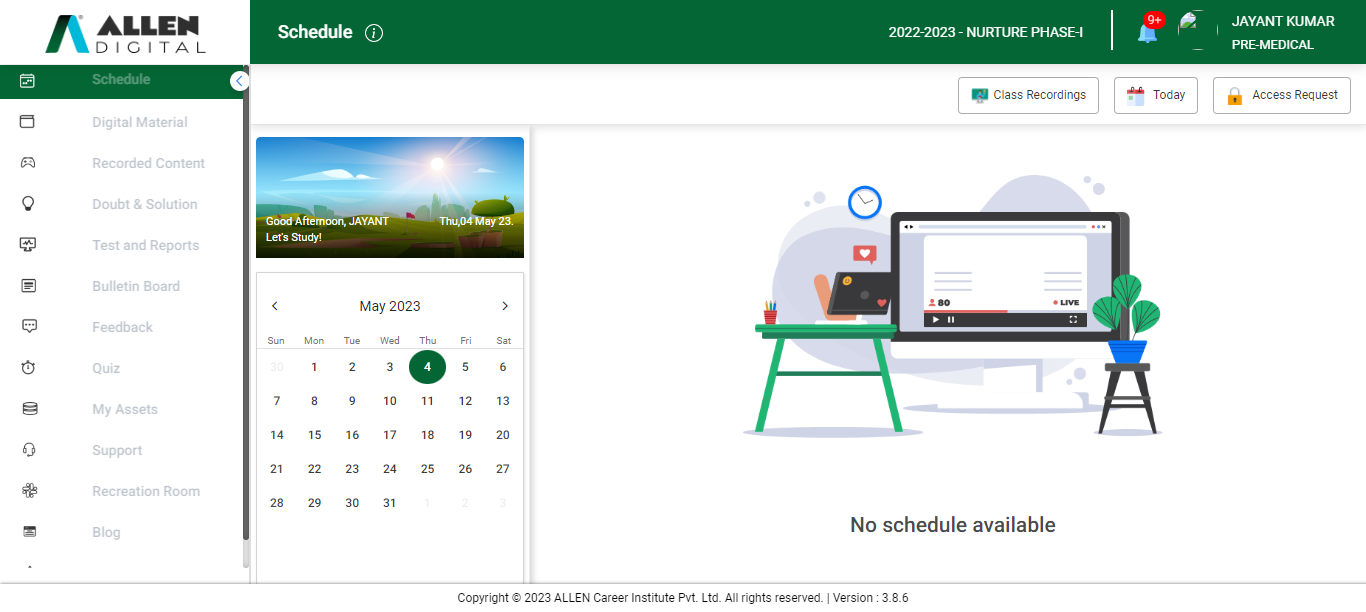 ALLEN
DIGITAL
Schedule
2022-2023 - NURTURE PHASE-I
9+
JAYANT KUMAR
PRE-MEDICAL
Schedule
Digital Material
Recorded Content
Doubt & Solution
Test and Reports
Bulletin Board
Feedback
Quiz
My Assets
Support
Recreation Room
Blog
Class Recordings
Today
Access Request
Good Afternoon, JAYANT
Thu,04 May 23.
Let's Study!
May 2023
Sun Mon Tue Wed Thu Fri Sat
30 1 2 3 4 5 6
7 8 9 10 11 12 13
14 15 16 17 18 19 20
21 22 23 24 25 26 27
28 29 30 31 1 2 3
80
LIVE
No schedule available
Copyright © 2023 ALLEN Career Institute Pvt. Ltd. All rights reserved. | Version : 3.8.6